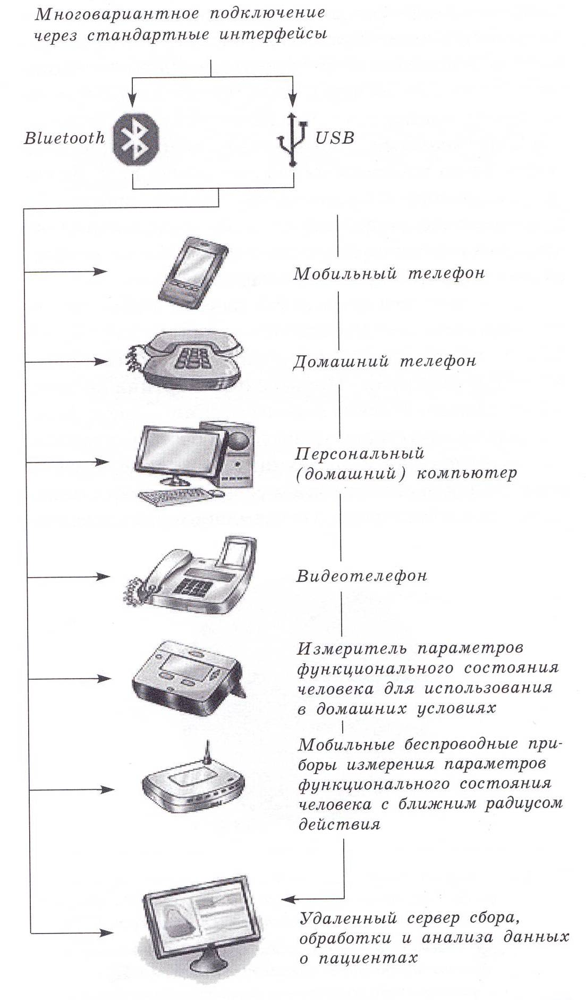 Многовариантное подключение
через стандартные интерфейсы
Bluetooth
USB
Мобильный телефон
Домашний телефон
Персональный
(домашний) компьютер
Видеотелефон
Измеритель параметров
функционального состояния
человека для использования
в домашних условиях
Мобильные беспроводные при-
боры измерения параметров
функционального состояния
человека с ближним радиусом
действия
Удаленный сервер сбора,
обработки и анализа данных
о пациентах